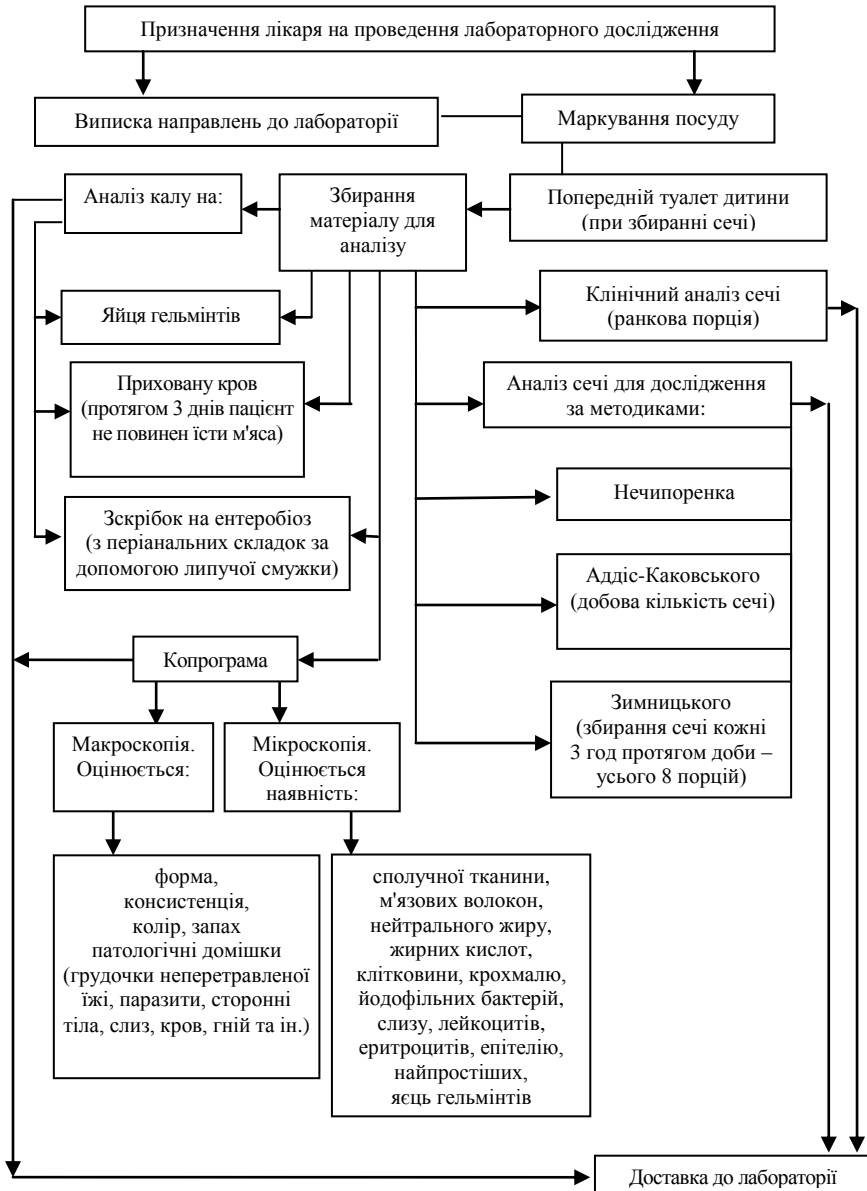 Призначення лікаря на проведення лабораторного дослідження
Виписка направлень до лабораторії
Маркування посуду
Аналіз калу на:
Збирання
матеріалу для
аналізу
Попередній туалет дитини
(при збиранні сечі)
Яйця гельмінтів
Клінічний аналіз сечі
(ранкова порція)
Приховану кров
(протягом 3 днів пацієнт
не повинен їсти м'яса)
Аналіз сечі для дослідження
за методиками:
Нечипоренка
Зскрібок на ентеробіоз
(з періанальних складок за
допомогою липучої смужки)
Аддіс-Каковського
(добова кількість сечі)
Копрограма
Зимницького
(збирання сечі кожні
3 год протягом доби –
усього 8 порцій)
Макроскопія.
Оцінюється:
Мікроскопія.
Оцінюється
наявність:
форма,
консистенція,
колір, запах
патологічні домішки
(грудочки неперетравленої
їжі, паразити, сторонні
тіла, слиз, кров, гній та ін.)
сполучної тканини,
м'язових волокон,
нейтрального жиру,
жирних кислот,
клітковини, крохмалю,
йодофільних бактерій,
слизу, лейкоцитів,
еритроцитів, епітелію,
найпростіших,
яєць гельмінтів
Доставка до лабораторії